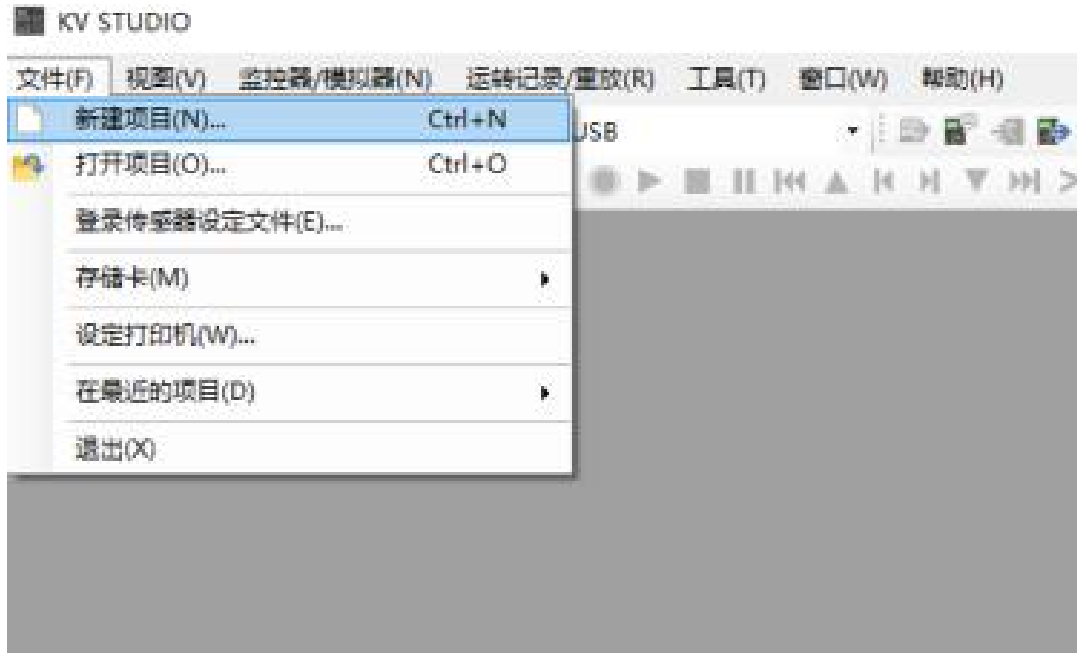 KV STUDIO
文件(F) 视图(V) 监控器/模拟器(N) 运转记录/重放(R) 工具(T) 窗口(W) 帮助(H)
新建项目(N)... Ctrl+N
USB
打开项目(O)... Ctrl+O
登录传感器设定文件(E)...
存储卡(M)
设定打印机(W)...
在最近的项目(D)
退出(X)